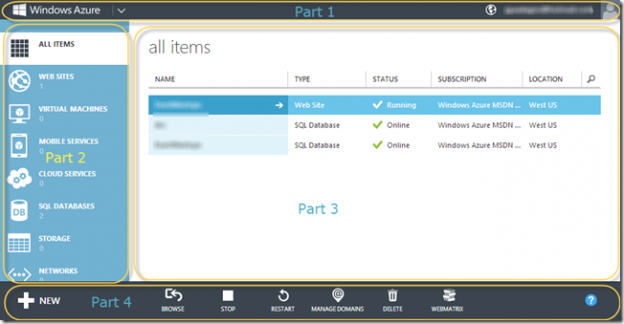 Windows Azure
Part 1
ALL ITEMS
WEB SITES
1
VIRTUAL MACHINES
0
MOBILE SERVICES
0
Part 2
CLOUD SERVICES
0
SQL DATABASES
2
STORAGE
0
NETWORKS
0
all items
NAME TYPE STATUS SUBSCRIPTION LOCATION
Web Site Running Windows Azure MSDN ... West US
SQL Database Online Windows Azure MSDN ... West US
SQL Database Online Windows Azure MSDN ... West US
Part 3
NEW
Part 4
BROWSE
STOP
RESTART
MANAGE DOMAINS
DELETE
WEBMATRIX
?